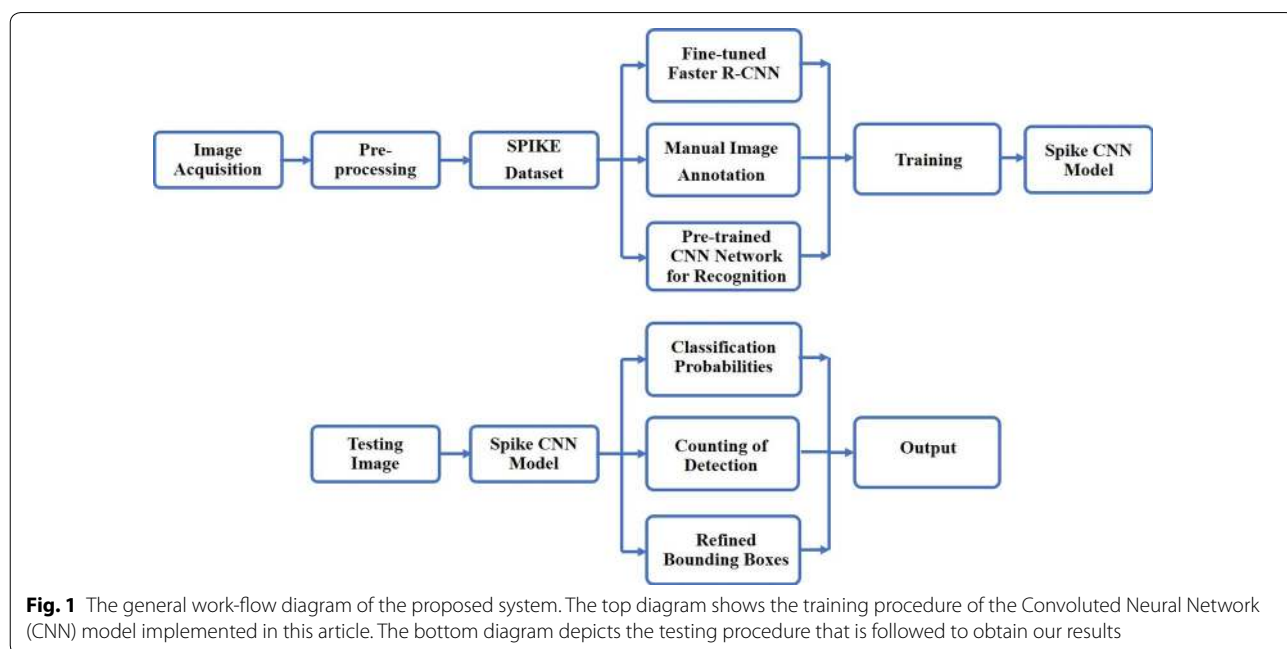 Fine-tuned
Faster R-CNN
Image
Acquisition
Pre-
processing
SPIKE
Dataset
Manual Image
Annotation
Training
Spike CNN
Model
Pre-trained
CNN Network
for Recognition
Classification
Probabilities
Testing
Image
Spike CNN
Model
Counting of
Detection
Output
Refined
Bounding Boxes
Fig. 1 The general work-flow diagram of the proposed system. The top diagram shows the training procedure of the Convoluted Neural Network
(CNN) model implemented in this article. The bottom diagram depicts the testing procedure that is followed to obtain our results